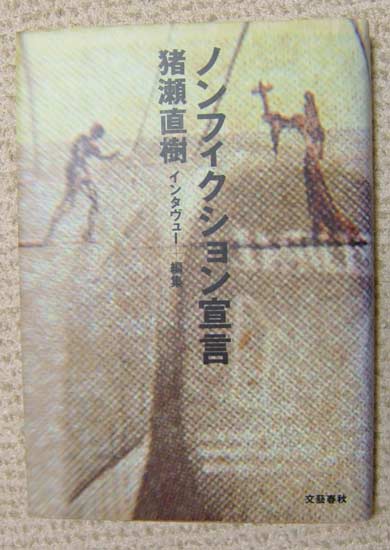 ノンフィクション宣言
猪瀬直樹
インタヴュー 編集
文藝春秋